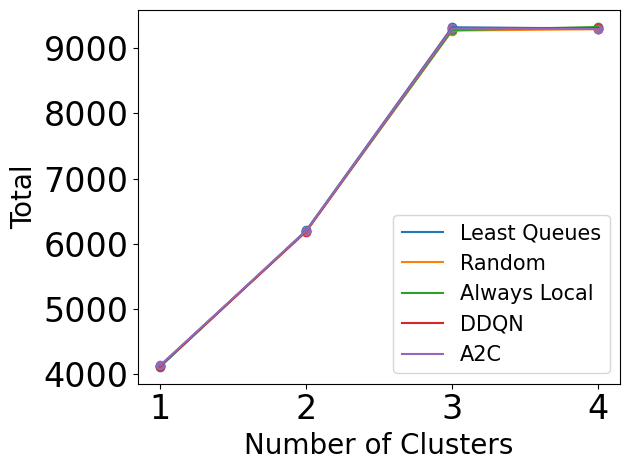 9000
8000
7000
6000
5000
4000
Total
1 2 3 4
Number of Clusters
Least Queues
Random
Always Local
DDQN
A2C